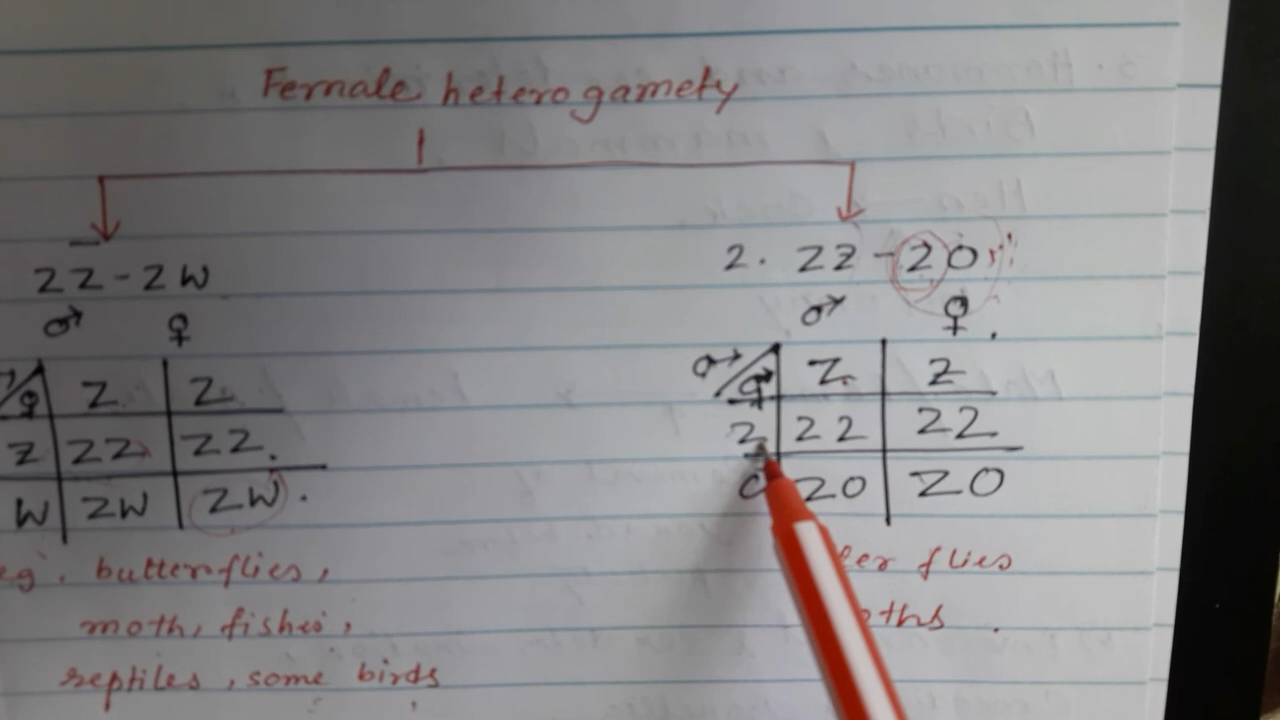 Female heterogamety
ZZ - ZW
♂ ♀
♀ Z Z
Z ZZ ZZ.
W ZW ZW.
eg. butterflies,
moth, fishes,
reptiles, some birds
2. ZZ - ZO
♂ ♀.
♂ ♀ Z Z
Z ZZ ZZ
O ZO ZO
flies